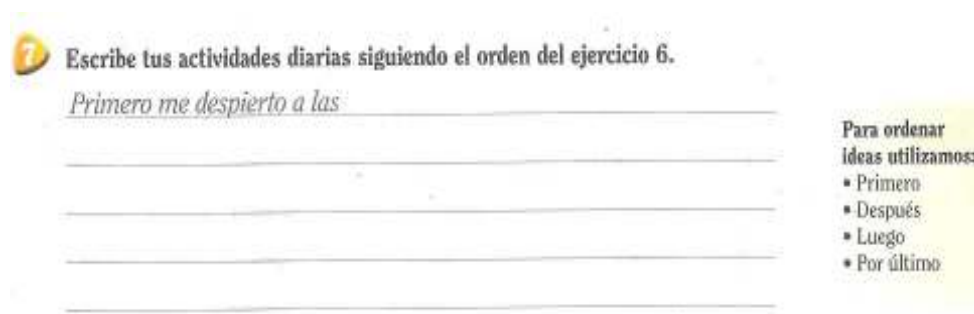 7 Escribe tus actividades diarias siguiendo el orden del ejercicio 6.
Primero me despierto a las
Para ordenar
ideas utilizamos:
• Primero
• Después
• Luego
• Por último